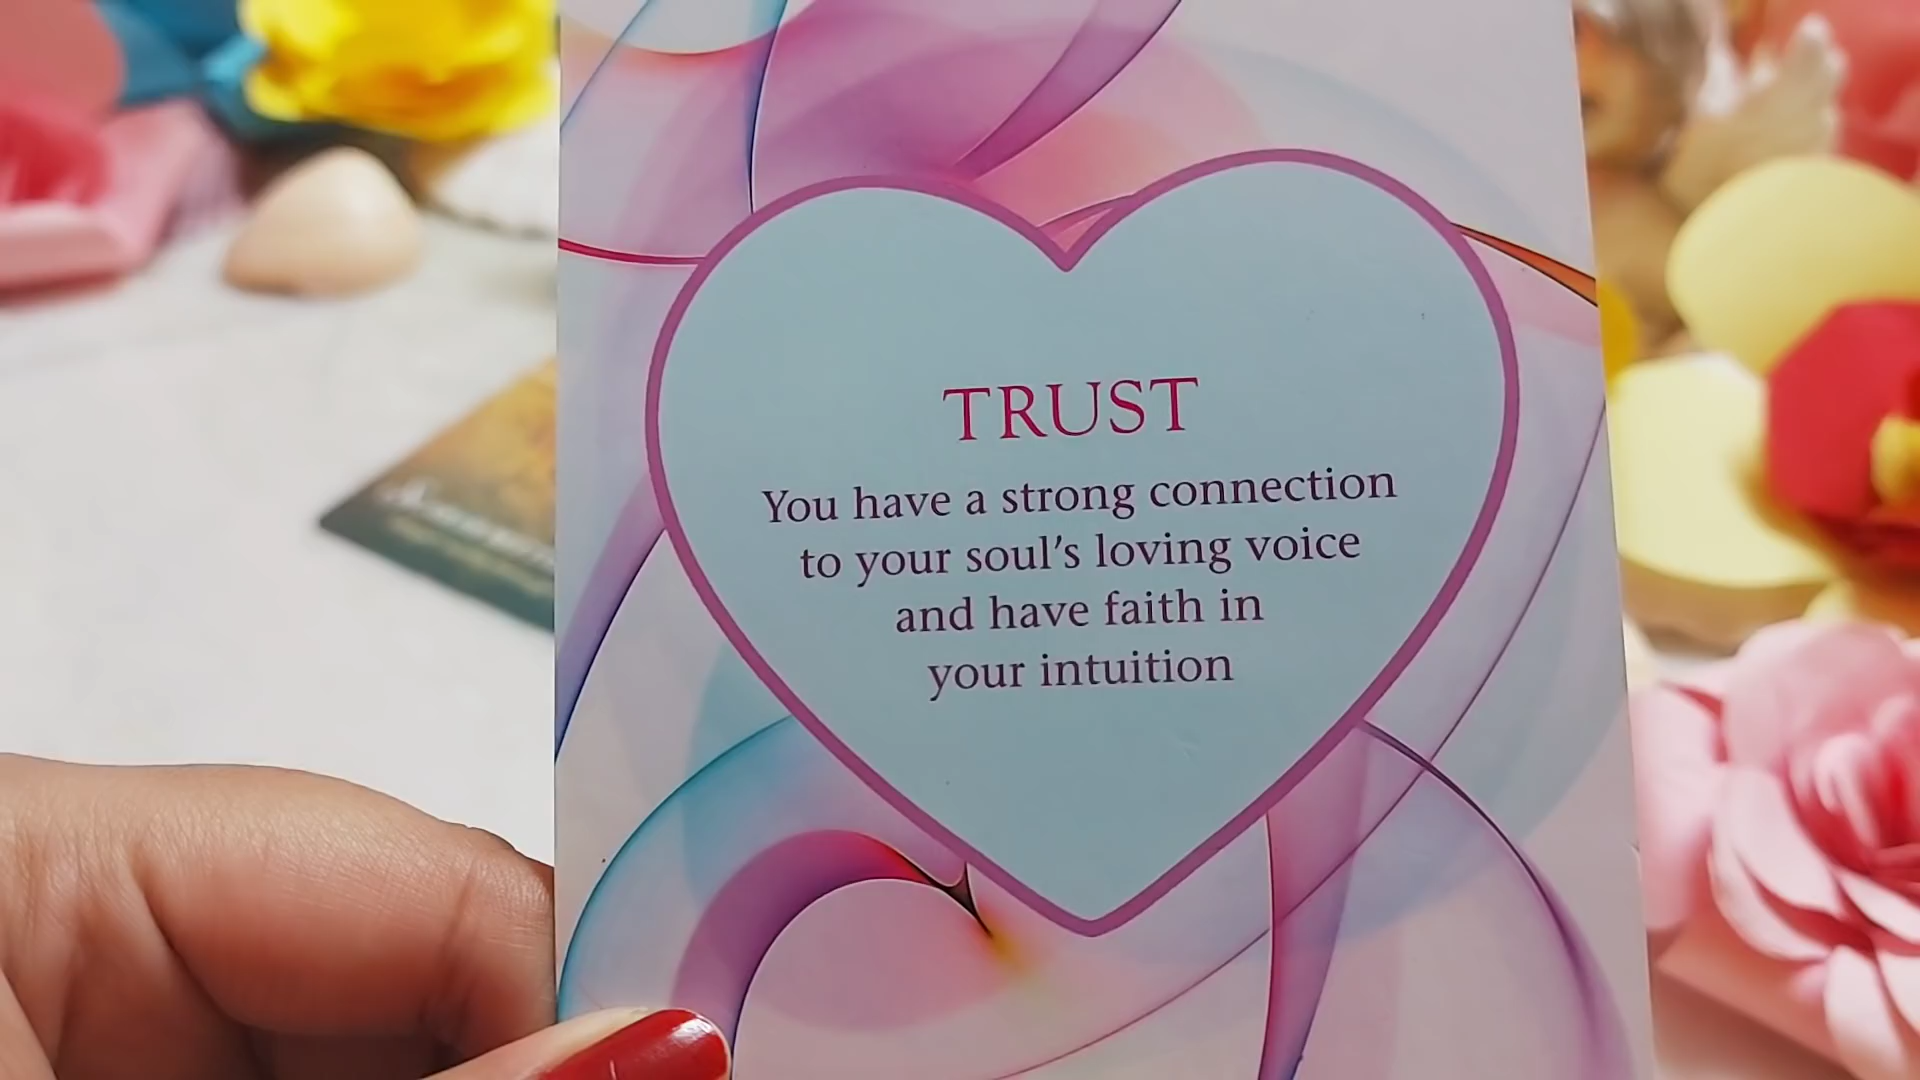 TRUST
You have a strong connection
to your soul's loving voice
and have faith in
your intuition